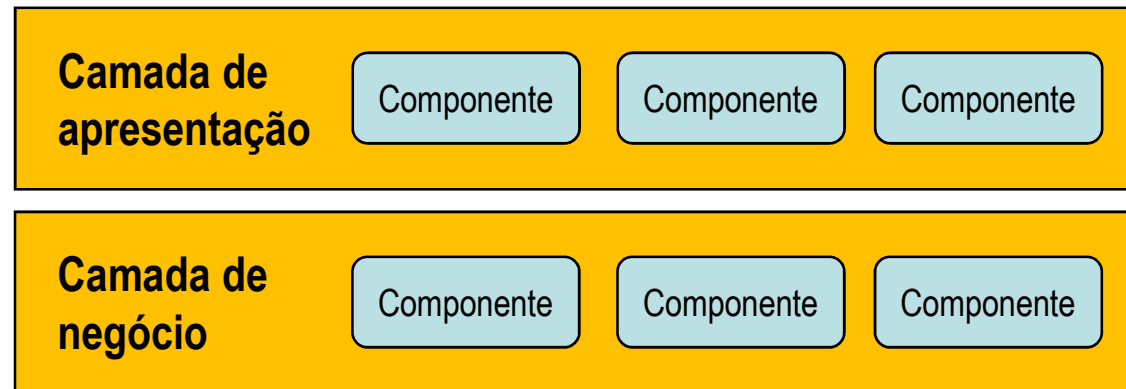 Camada de
apresentação
Componente
Componente
Componente
Camada de
negócio
Componente
Componente
Componente